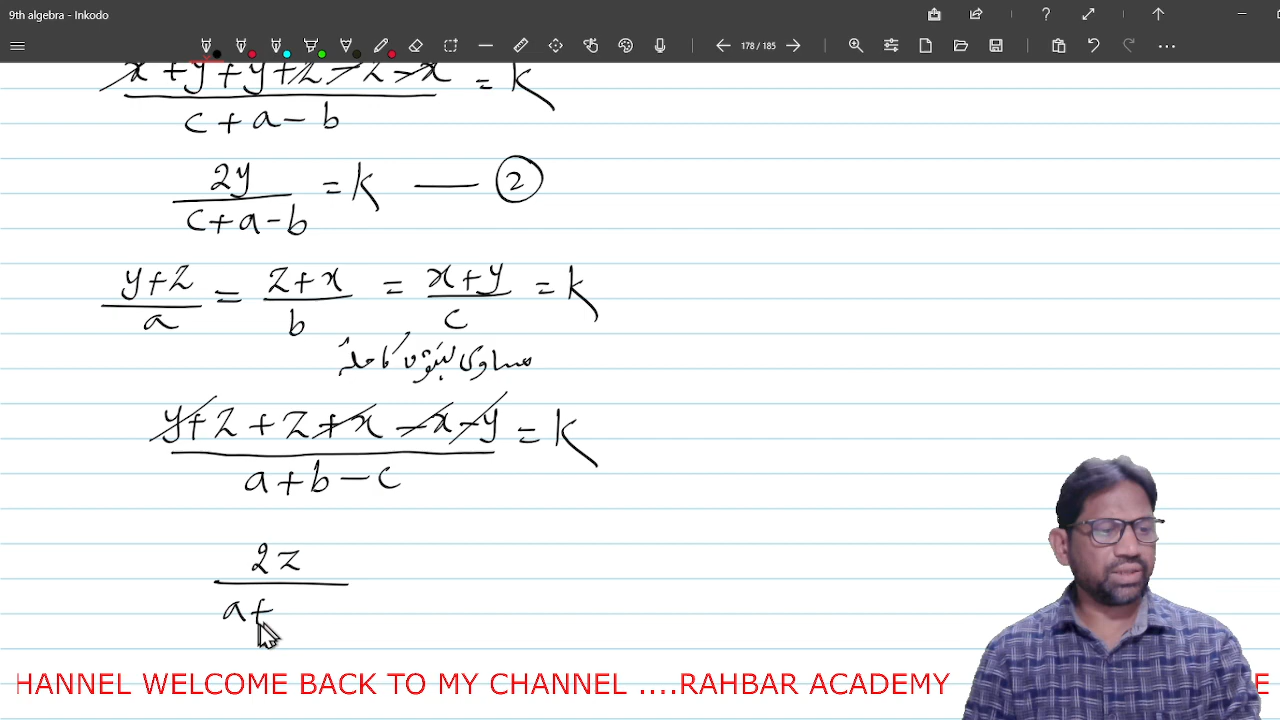 9th algebra - Inkodo
178 / 185
x + y + y + z - z - x = k
c + a - b
2y = k —— 2
c + a - b
y + z = z + x = x + y = k
a b c
مساوی نسبتوں کا مسئلہ
y + z + z + x - x - y = k
a + b - c
2z
a +
HANNEL WELCOME BACK TO MY CHANNEL ....RAHBAR ACADEMY E